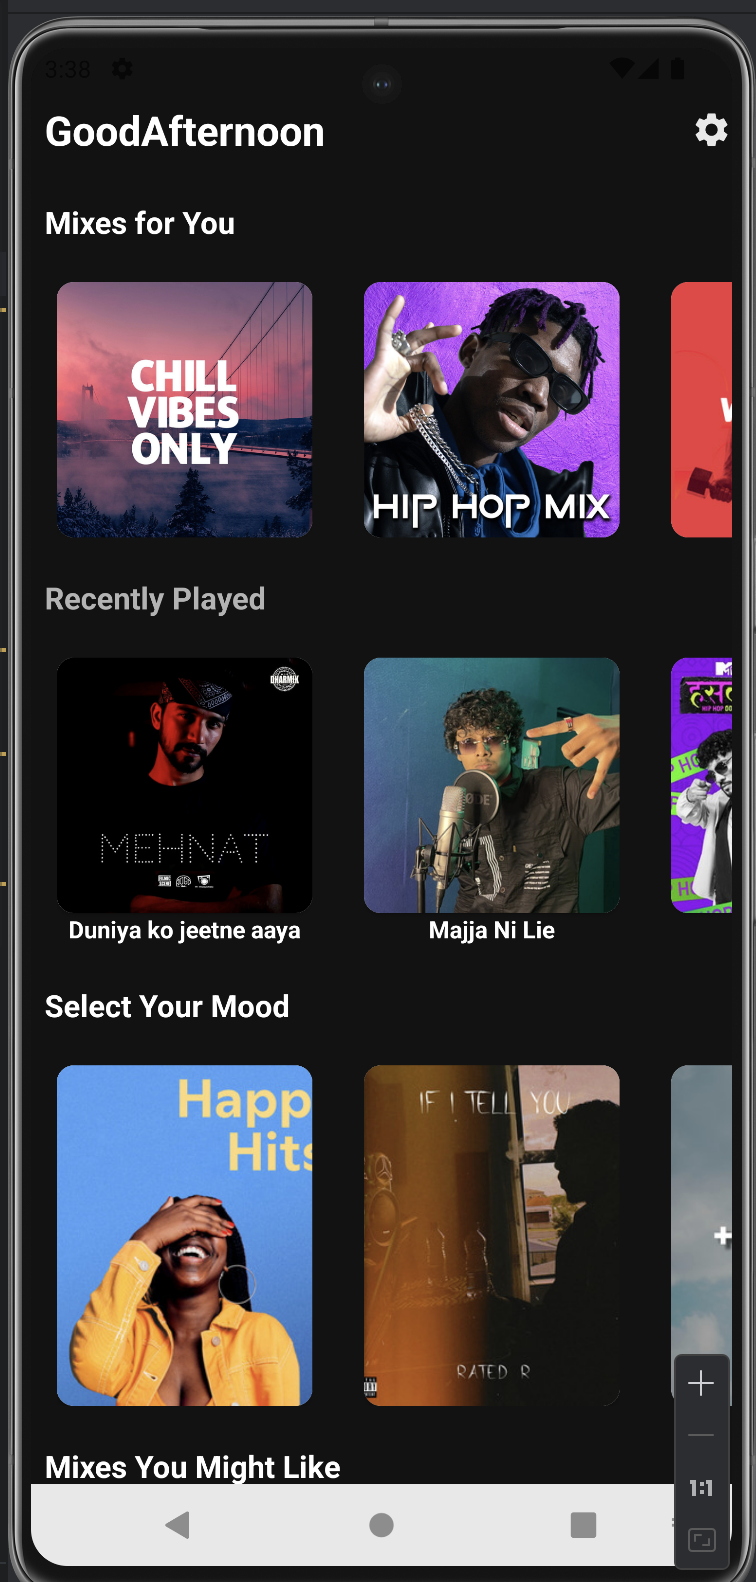 3:38
GoodAfternoon
Mixes for You
CHILL
VIBES
ONLY
HIP HOP MIX
Recently Played
DHARMIK
MEHNAT
Duniya ko jeetne aaya
Majja Ni Lie
Select Your Mood
Happ
Hits
IF I TELL YOU
RATED R
Mixes You Might Like
1:1